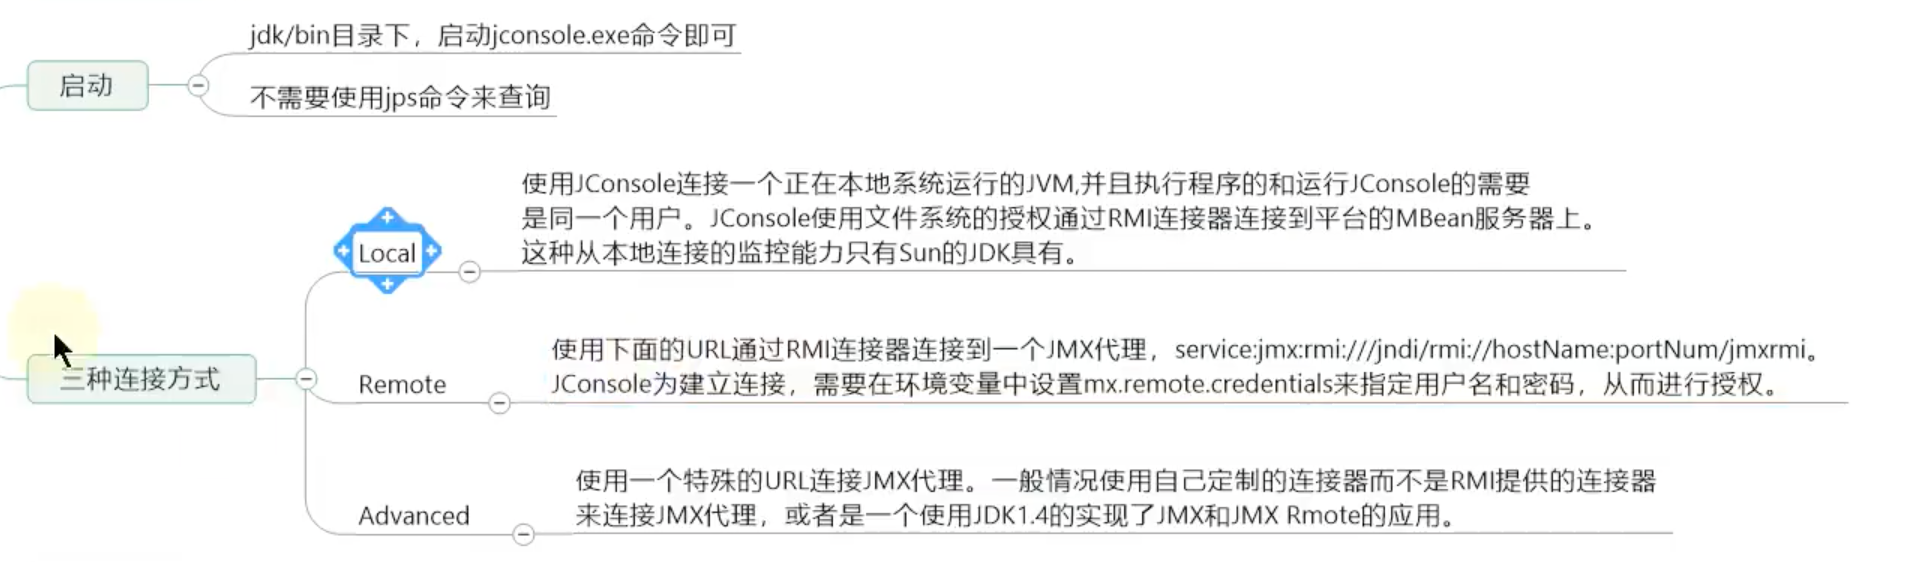 启动
jdk/bin目录下，启动jconsole.exe命令即可
不需要使用jps命令来查询
三种连接方式
Local
使用JConsole连接一个正在本地系统运行的JVM,并且执行程序的和运行JConsole的需要
是同一个用户。JConsole使用文件系统的授权通过RMI连接器连接到平台的MBean服务器上。
这种从本地连接的监控能力只有Sun的JDK具有。
Remote
使用下面的URL通过RMI连接器连接到一个JMX代理，service:jmx:rmi:///jndi/rmi://hostName:portNum/jmxrmi。
JConsole为建立连接，需要在环境变量中设置mx.remote.credentials来指定用户名和密码，从而进行授权。
Advanced
使用一个特殊的URL连接JMX代理。一般情况使用自己定制的连接器而不是RMI提供的连接器
来连接JMX代理，或者是一个使用JDK1.4的实现了JMX和JMX Rmote的应用。